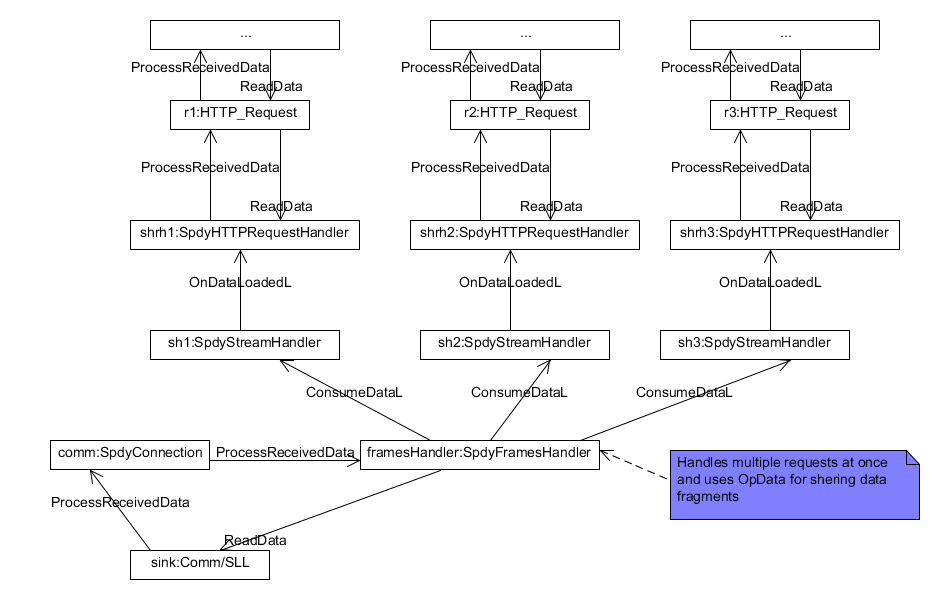 ...
...
...
ProcessReceivedData
ProcessReceivedData
ProcessReceivedData
ReadData
ReadData
ReadData
r1:HTTP_Request
r2:HTTP_Request
r3:HTTP_Request
ProcessReceivedData
ProcessReceivedData
ProcessReceivedData
ReadData
ReadData
ReadData
shrh1:SpdyHTTPRequestHandler
shrh2:SpdyHTTPRequestHandler
shrh3:SpdyHTTPRequestHandler
OnDataLoadedL
OnDataLoadedL
OnDataLoadedL
sh1:SpdyStreamHandler
sh2:SpdyStreamHandler
sh3:SpdyStreamHandler
ConsumeDataL
ConsumeDataL
ConsumeDataL
comm:SpdyConnection
ProcessReceivedData
framesHandler:SpdyFramesHandler
Handles multiple requests at once
and uses OpData for shering data
fragments
ProcessReceivedData
ReadData
sink:Comm/SLL